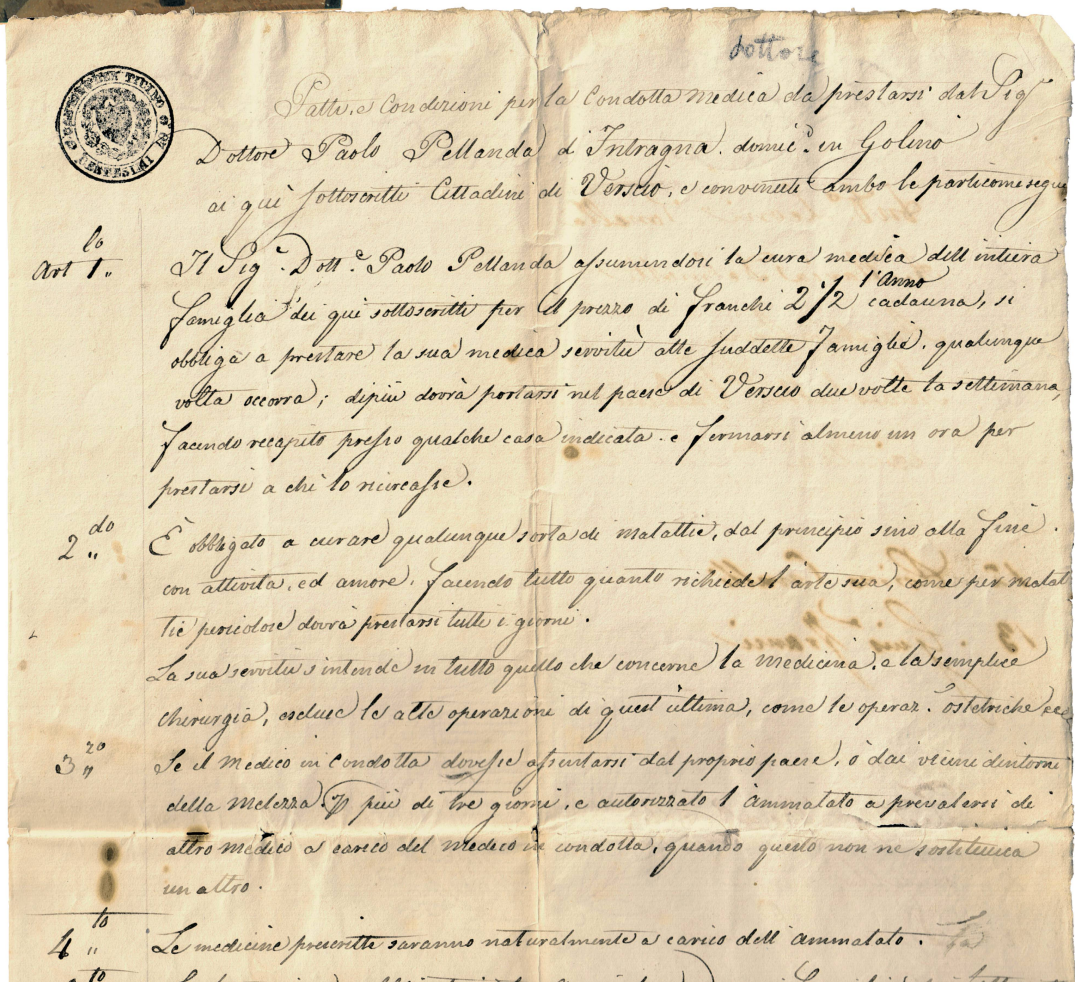 dottore
Patti, e Condizioni per la Condotta Medica da prestarsi dal Sig.r
Dottore Paolo Pellanda d'Intragna. domic.o in Golino
ai qui sottoscritti Cittadini di Verscio, e convenute ambo le parti come segue
Art 1.mo Il Sig.r Dott.e Paolo Pellanda assumendosi la cura medica dell'intiera
famiglia dei qui sottoscritti per il prezzo di franchi 2 1/2 l'Anno cadauna, si
obbliga a prestare la sua medica servitù alle suddette famiglie, qualunque
volta occorra; dipiù dovrà portarsi nel paese di Verscio due volte la settimana,
facendo recapito presso qualche casa indicata. e fermarsi almeno un ora per
prestarsi a chi lo ricircasse.
2.do È obbligato a curare qualunque sorta di malattie, dal principio sino alla fine.
con attività, ed amore, facendo tutto quanto richiede l'arte sua, come per malat
tie pericolose dovrà prestarsi tutti i giorni.
La sua servitù s'intende in tutto quello che concerne la medicina, e la semplice
chirurgia, escluse le alte operazioni di quest'ultima, come le operaz. ostetriche ecc
3.zo Se il Medico in Condotta dovesse assentarsi dal proprio paese, o dai vicini dintorni
della Melezza più di tre giorni, e autorizzato l'ammalato a prevalersi di
altro medico a carico del medico in condotta, quando questo non ne sostituisca
un altro.
4.to Le medicine prescritte saranno naturalmente a carico dell'ammalato. La